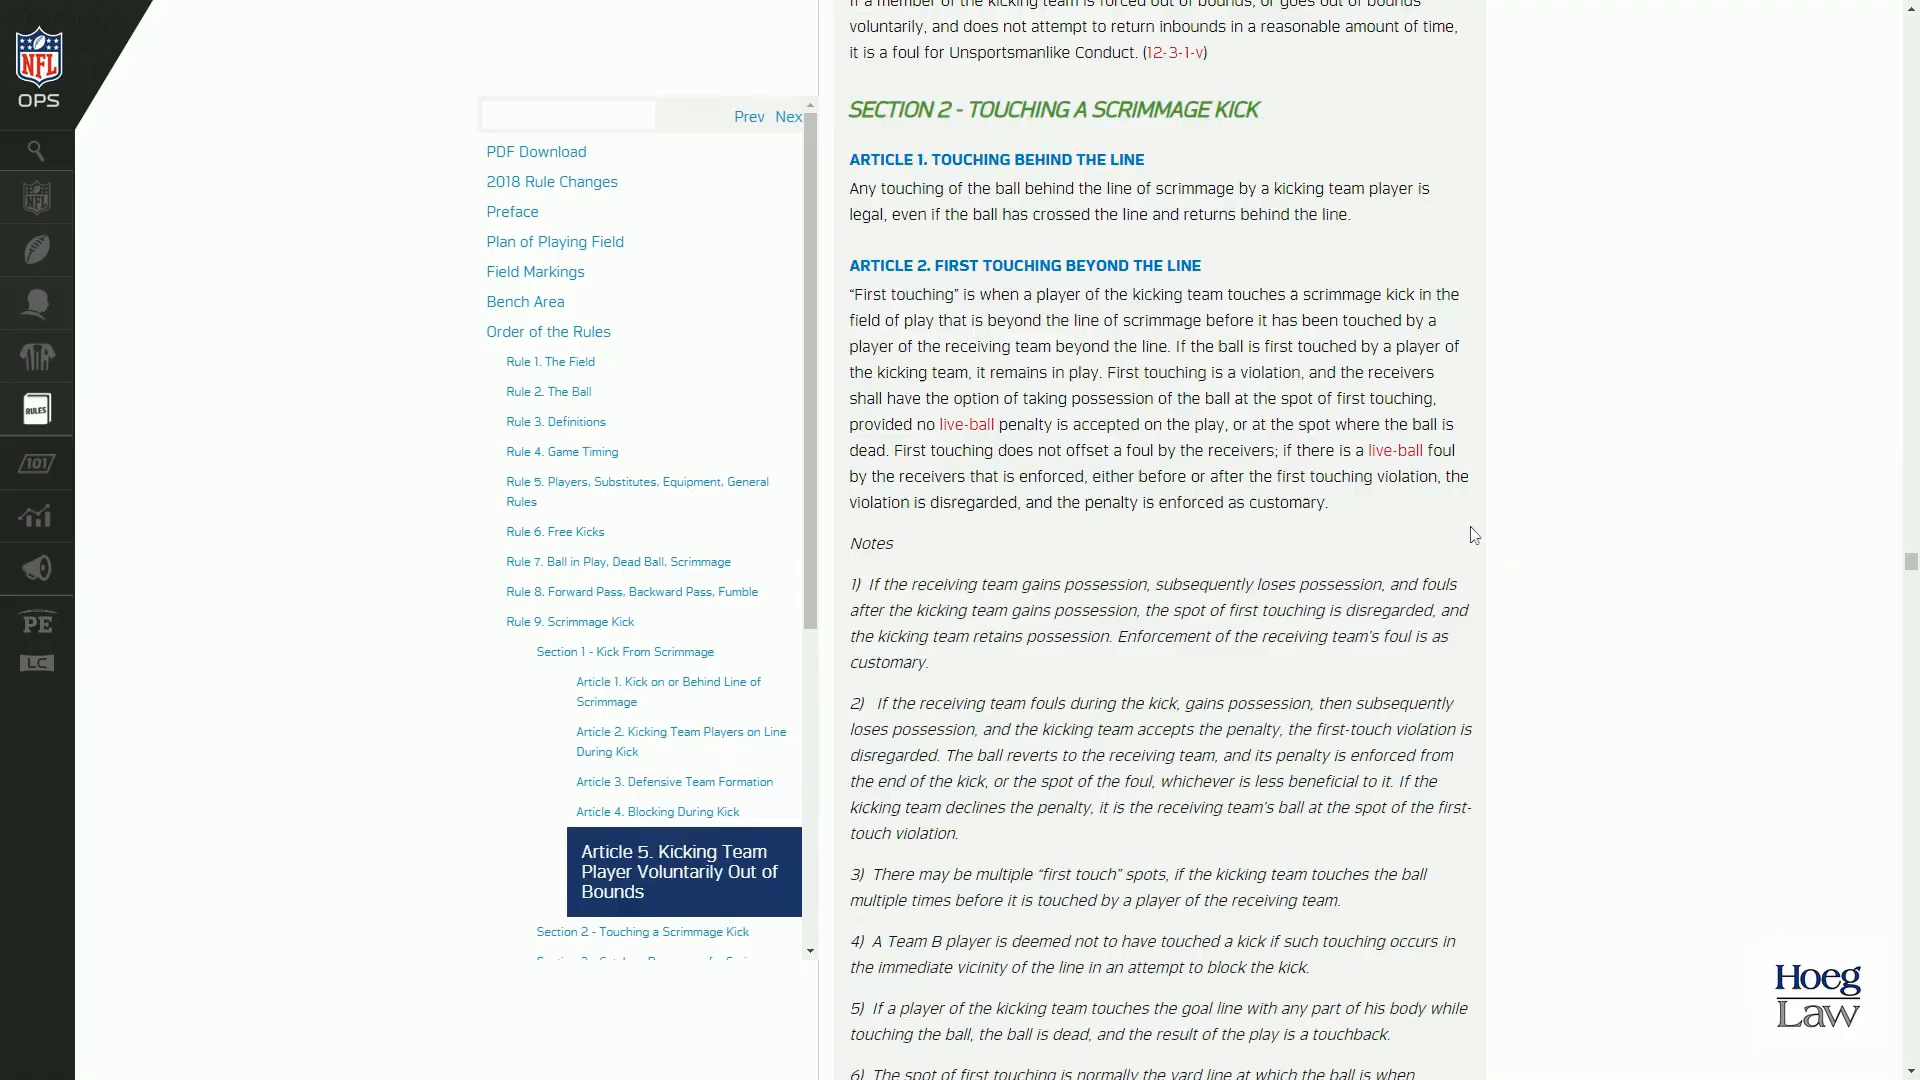 NFL
OPS
RULES
101
PE
LC
Prev Nex
PDF Download
2018 Rule Changes
Preface
Plan of Playing Field
Field Markings
Bench Area
Order of the Rules
Rule 1. The Field
Rule 2. The Ball
Rule 3. Definitions
Rule 4. Game Timing
Rule 5. Players, Substitutes, Equipment, General
Rules
Rule 6. Free Kicks
Rule 7. Ball in Play, Dead Ball, Scrimmage
Rule 8. Forward Pass, Backward Pass, Fumble
Rule 9. Scrimmage Kick
Section 1 - Kick From Scrimmage
Article 1. Kick on or Behind Line of
Scrimmage
Article 2. Kicking Team Players on Line
During Kick
Article 3. Defensive Team Formation
Article 4. Blocking During Kick
Article 5. Kicking Team
Player Voluntarily Out of
Bounds
Section 2 - Touching a Scrimmage Kick
If a member of the kicking team is forced out of bounds, or goes out of bounds
voluntarily, and does not attempt to return inbounds in a reasonable amount of time,
it is a foul for Unsportsmanlike Conduct. (12-3-1-v)
SECTION 2 - TOUCHING A SCRIMMAGE KICK
ARTICLE 1. TOUCHING BEHIND THE LINE
Any touching of the ball behind the line of scrimmage by a kicking team player is
legal, even if the ball has crossed the line and returns behind the line.
ARTICLE 2. FIRST TOUCHING BEYOND THE LINE
“First touching” is when a player of the kicking team touches a scrimmage kick in the
field of play that is beyond the line of scrimmage before it has been touched by a
player of the receiving team beyond the line. If the ball is first touched by a player of
the kicking team, it remains in play. First touching is a violation, and the receivers
shall have the option of taking possession of the ball at the spot of first touching,
provided no live-ball penalty is accepted on the play, or at the spot where the ball is
dead. First touching does not offset a foul by the receivers; if there is a live-ball foul
by the receivers that is enforced, either before or after the first touching violation, the
violation is disregarded, and the penalty is enforced as customary.
Notes
1) If the receiving team gains possession, subsequently loses possession, and fouls
after the kicking team gains possession, the spot of first touching is disregarded, and
the kicking team retains possession. Enforcement of the receiving team's foul is as
customary.
2) If the receiving team fouls during the kick, gains possession, then subsequently
loses possession, and the kicking team accepts the penalty, the first-touch violation is
disregarded. The ball reverts to the receiving team, and its penalty is enforced from
the end of the kick, or the spot of the foul, whichever is less beneficial to it. If the
kicking team declines the penalty, it is the receiving team's ball at the spot of the first-
touch violation.
3) There may be multiple “first touch” spots, if the kicking team touches the ball
multiple times before it is touched by a player of the receiving team.
4) A Team B player is deemed not to have touched a kick if such touching occurs in
the immediate vicinity of the line in an attempt to block the kick.
5) If a player of the kicking team touches the goal line with any part of his body while
touching the ball, the ball is dead, and the result of the play is a touchback.
6) The spot of first touching is normally the yard line at which the ball is when
Hoeg
Law